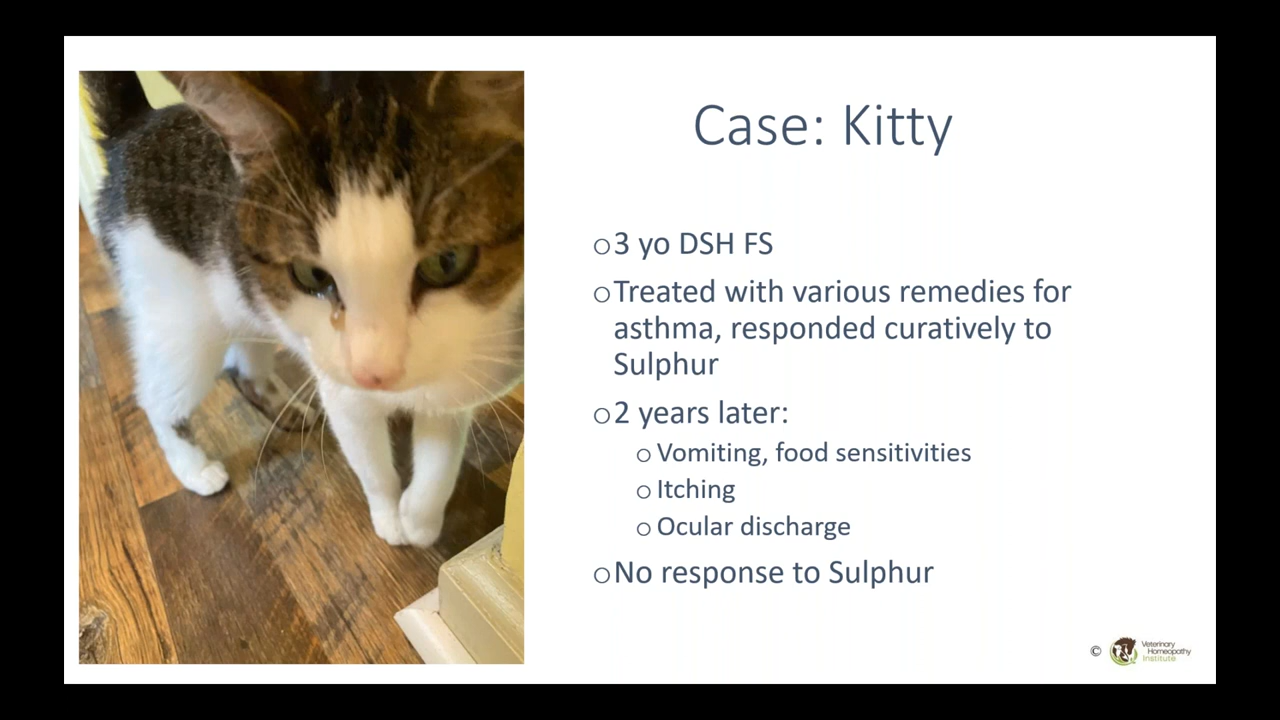 Case: Kitty
○3 yo DSH FS
○Treated with various remedies for
asthma, responded curatively to
Sulphur
○2 years later:
○Vomiting, food sensitivities
○Itching
○Ocular discharge
○No response to Sulphur
© Veterinary
Homeopathy
Institute